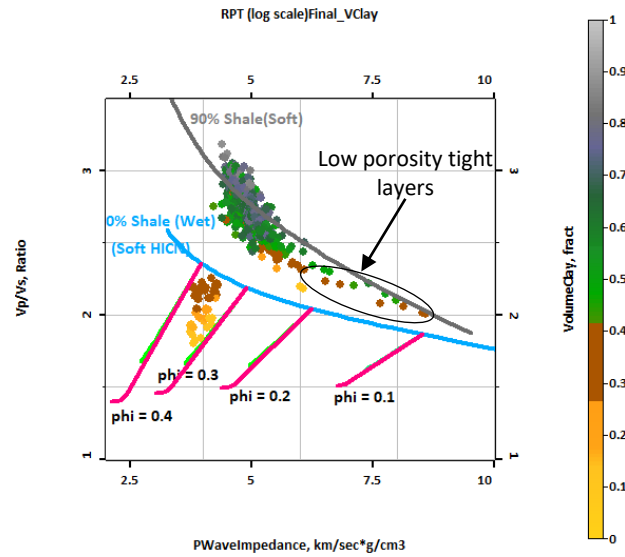 RPT (log scale)Final_VClay
2.5 5 7.5 10
90% Shale(Soft)
Low porosity tight
layers
0% Shale (Wet)
(Soft HICK)
phi = 0.4
phi = 0.3
phi = 0.2
phi = 0.1
Vp/Vs, Ratio
3
2
1
3
2
1
2.5 5 7.5 10
PWaveImpedance, km/sec*g/cm3
1
0.9
0.8
0.7
0.6
0.5
0.4
0.3
0.2
0.1
0
VolumeClay, fract